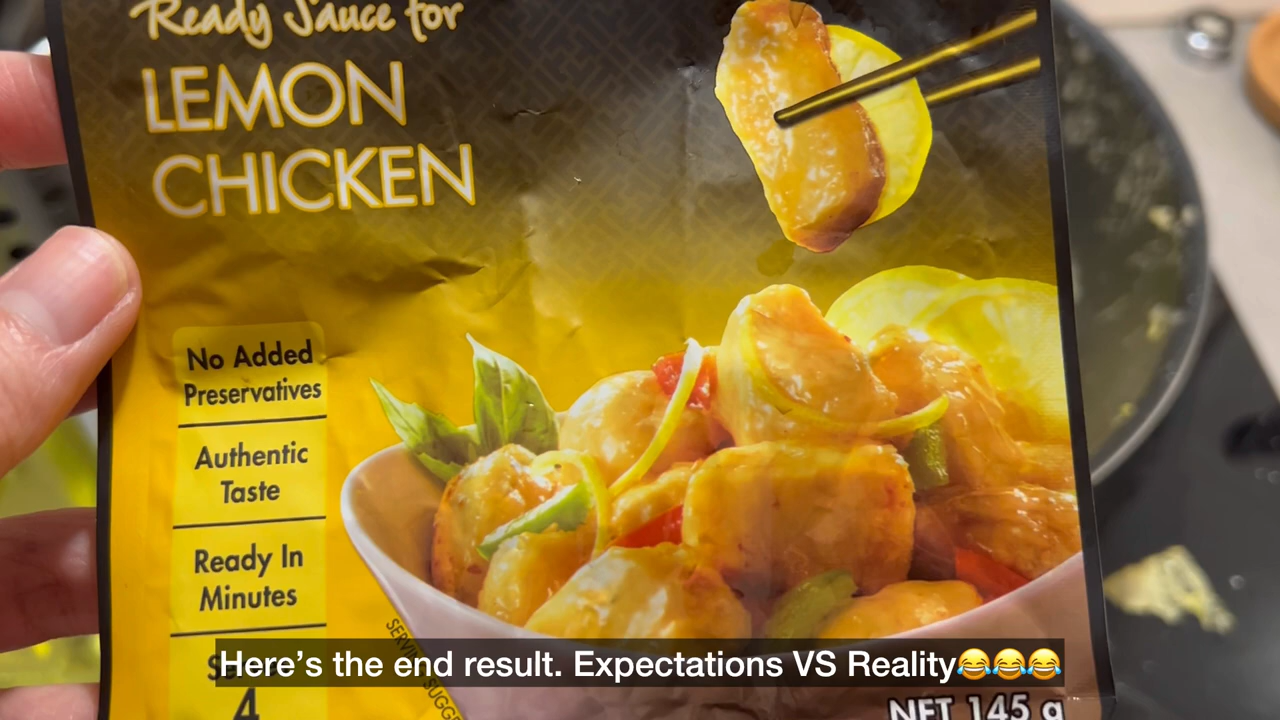 Ready Sauce for
LEMON
CHICKEN
No Added
Preservatives
Authentic
Taste
Ready In
Minutes
4
Here’s the end result. Expectations VS Reality😂😂😂
NET 145 g